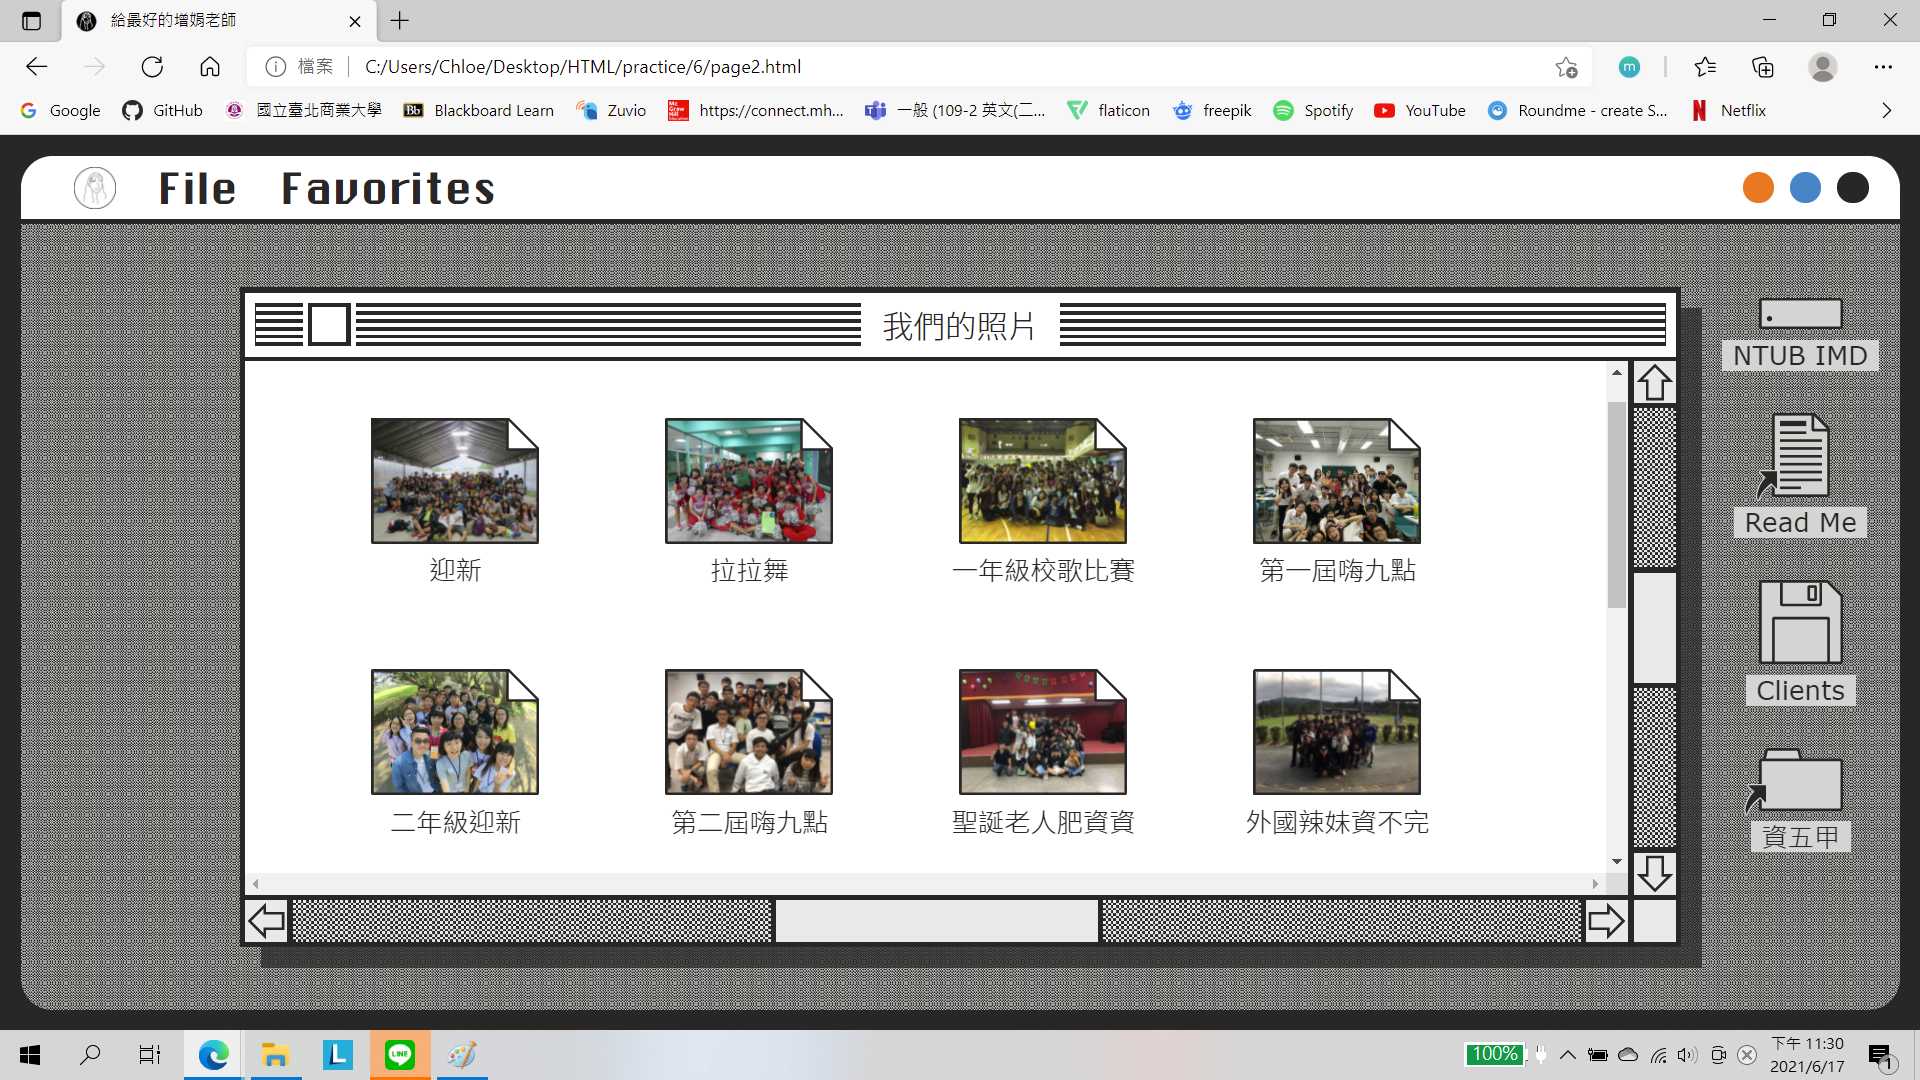 給最好的增娟老師
檔案 C:/Users/Chloe/Desktop/HTML/practice/6/page2.html
m
Google GitHub 國立臺北商業大學 Bb Blackboard Learn Zuvio https://connect.mh... 一般 (109-2 英文(二... flaticon freepik Spotify YouTube Roundme - create S... Netflix
File Favorites
我們的照片
NTUB IMD
Read Me
Clients
資五甲
迎新 拉拉舞 一年級校歌比賽 第一屆嗨九點
二年級迎新 第二屆嗨九點 聖誕老人肥資資 外國辣妹資不完
L LINE
100%
下午 11:30
2021/6/17
1